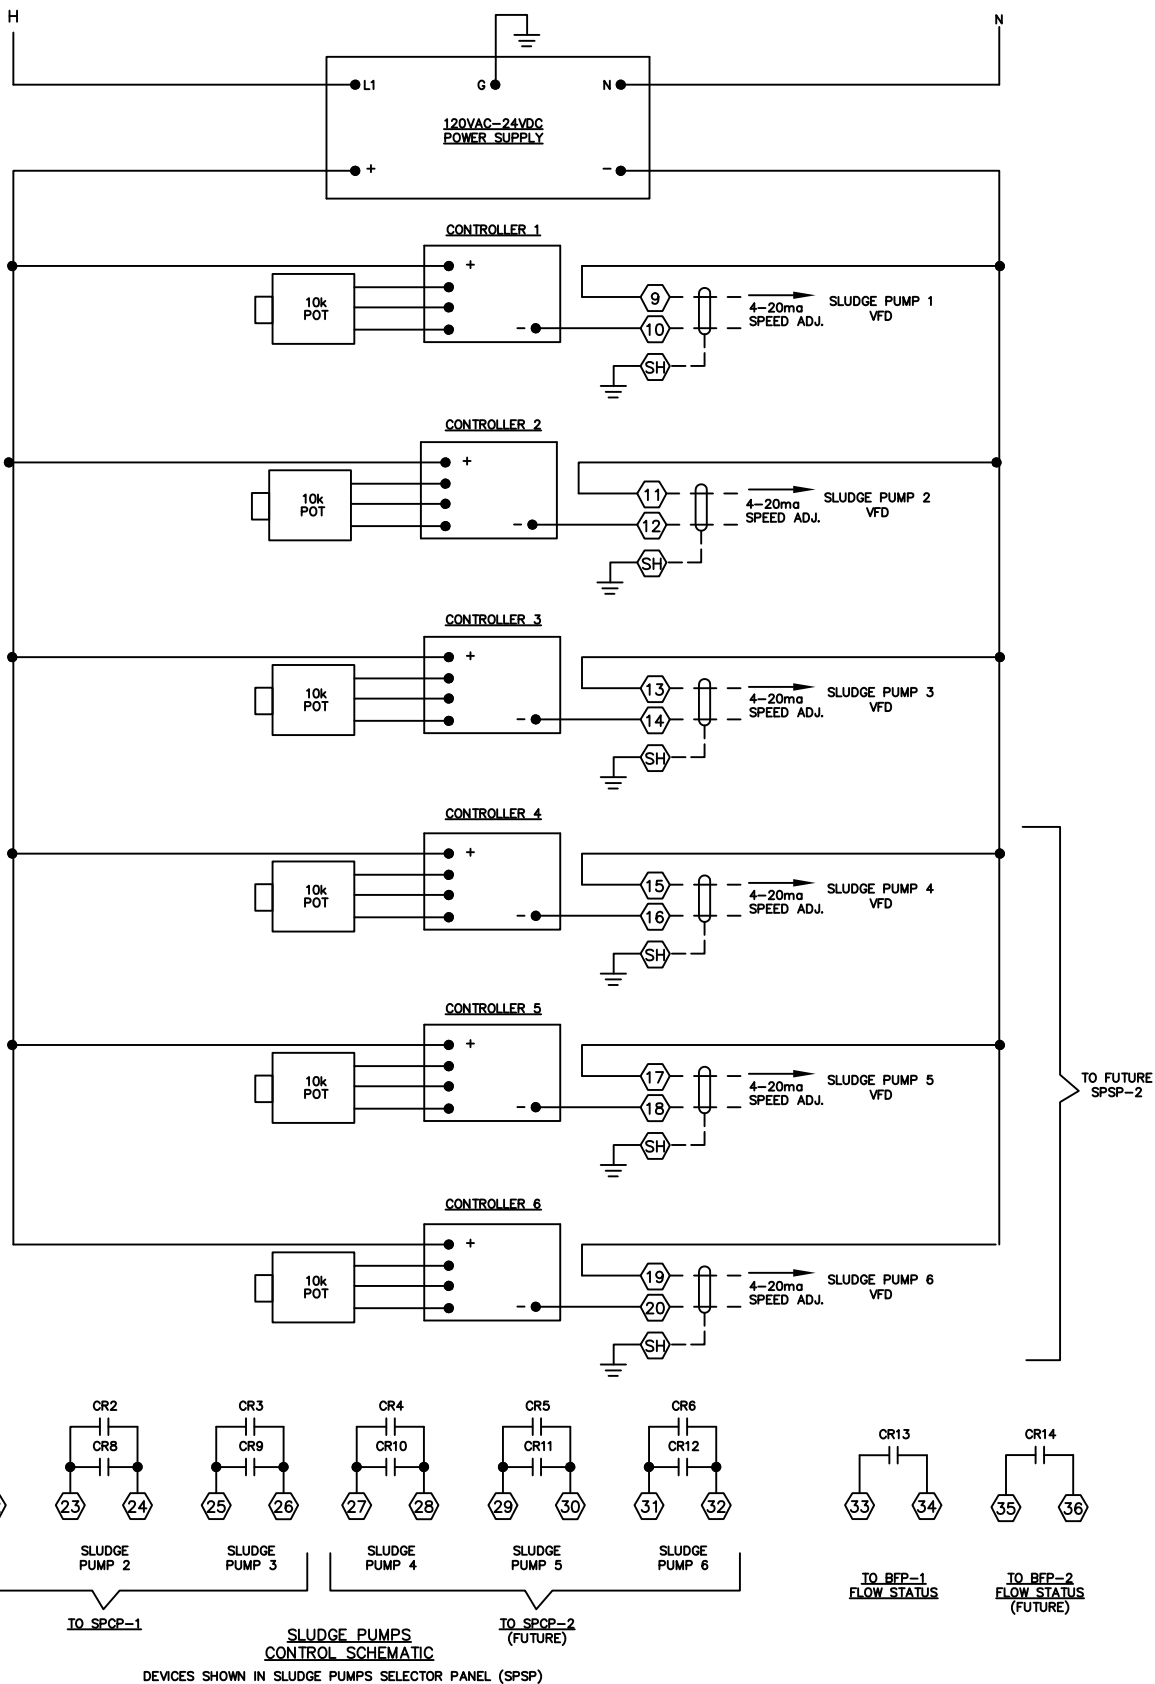 H
N
L1
G
N
120VAC-24VDC
POWER SUPPLY
+
-
CONTROLLER 1
+
10k
POT
-
9
10
SH
4-20ma
SPEED ADJ.
SLUDGE PUMP 1
VFD
CONTROLLER 2
+
10k
POT
-
11
12
SH
4-20ma
SPEED ADJ.
SLUDGE PUMP 2
VFD
CONTROLLER 3
+
10k
POT
-
13
14
SH
4-20ma
SPEED ADJ.
SLUDGE PUMP 3
VFD
CONTROLLER 4
+
10k
POT
-
15
16
SH
4-20ma
SPEED ADJ.
SLUDGE PUMP 4
VFD
CONTROLLER 5
+
10k
POT
-
17
18
SH
4-20ma
SPEED ADJ.
SLUDGE PUMP 5
VFD
TO FUTURE
SPSP-2
CONTROLLER 6
+
10k
POT
-
19
20
SH
4-20ma
SPEED ADJ.
SLUDGE PUMP 6
VFD
CR2
CR8
23
24
SLUDGE
PUMP 2
CR3
CR9
25
26
SLUDGE
PUMP 3
TO SPCP-1
CR4
CR10
27
28
SLUDGE
PUMP 4
CR5
CR11
29
30
SLUDGE
PUMP 5
CR6
CR12
31
32
SLUDGE
PUMP 6
TO SPCP-2
(FUTURE)
CR13
33
34
TO BFP-1
FLOW STATUS
CR14
35
36
TO BFP-2
FLOW STATUS
(FUTURE)
SLUDGE PUMPS
CONTROL SCHEMATIC
DEVICES SHOWN IN SLUDGE PUMPS SELECTOR PANEL (SPSP)